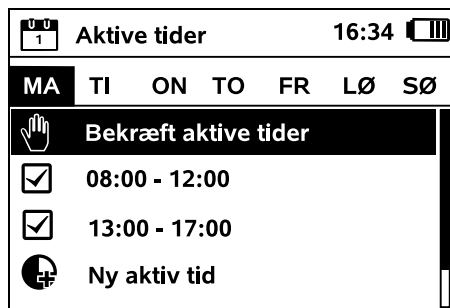 1 Aktive tider 16:34
MA TI ON TO FR LØ SØ
Bekræft aktive tider
08:00 - 12:00
13:00 - 17:00
Ny aktiv tid